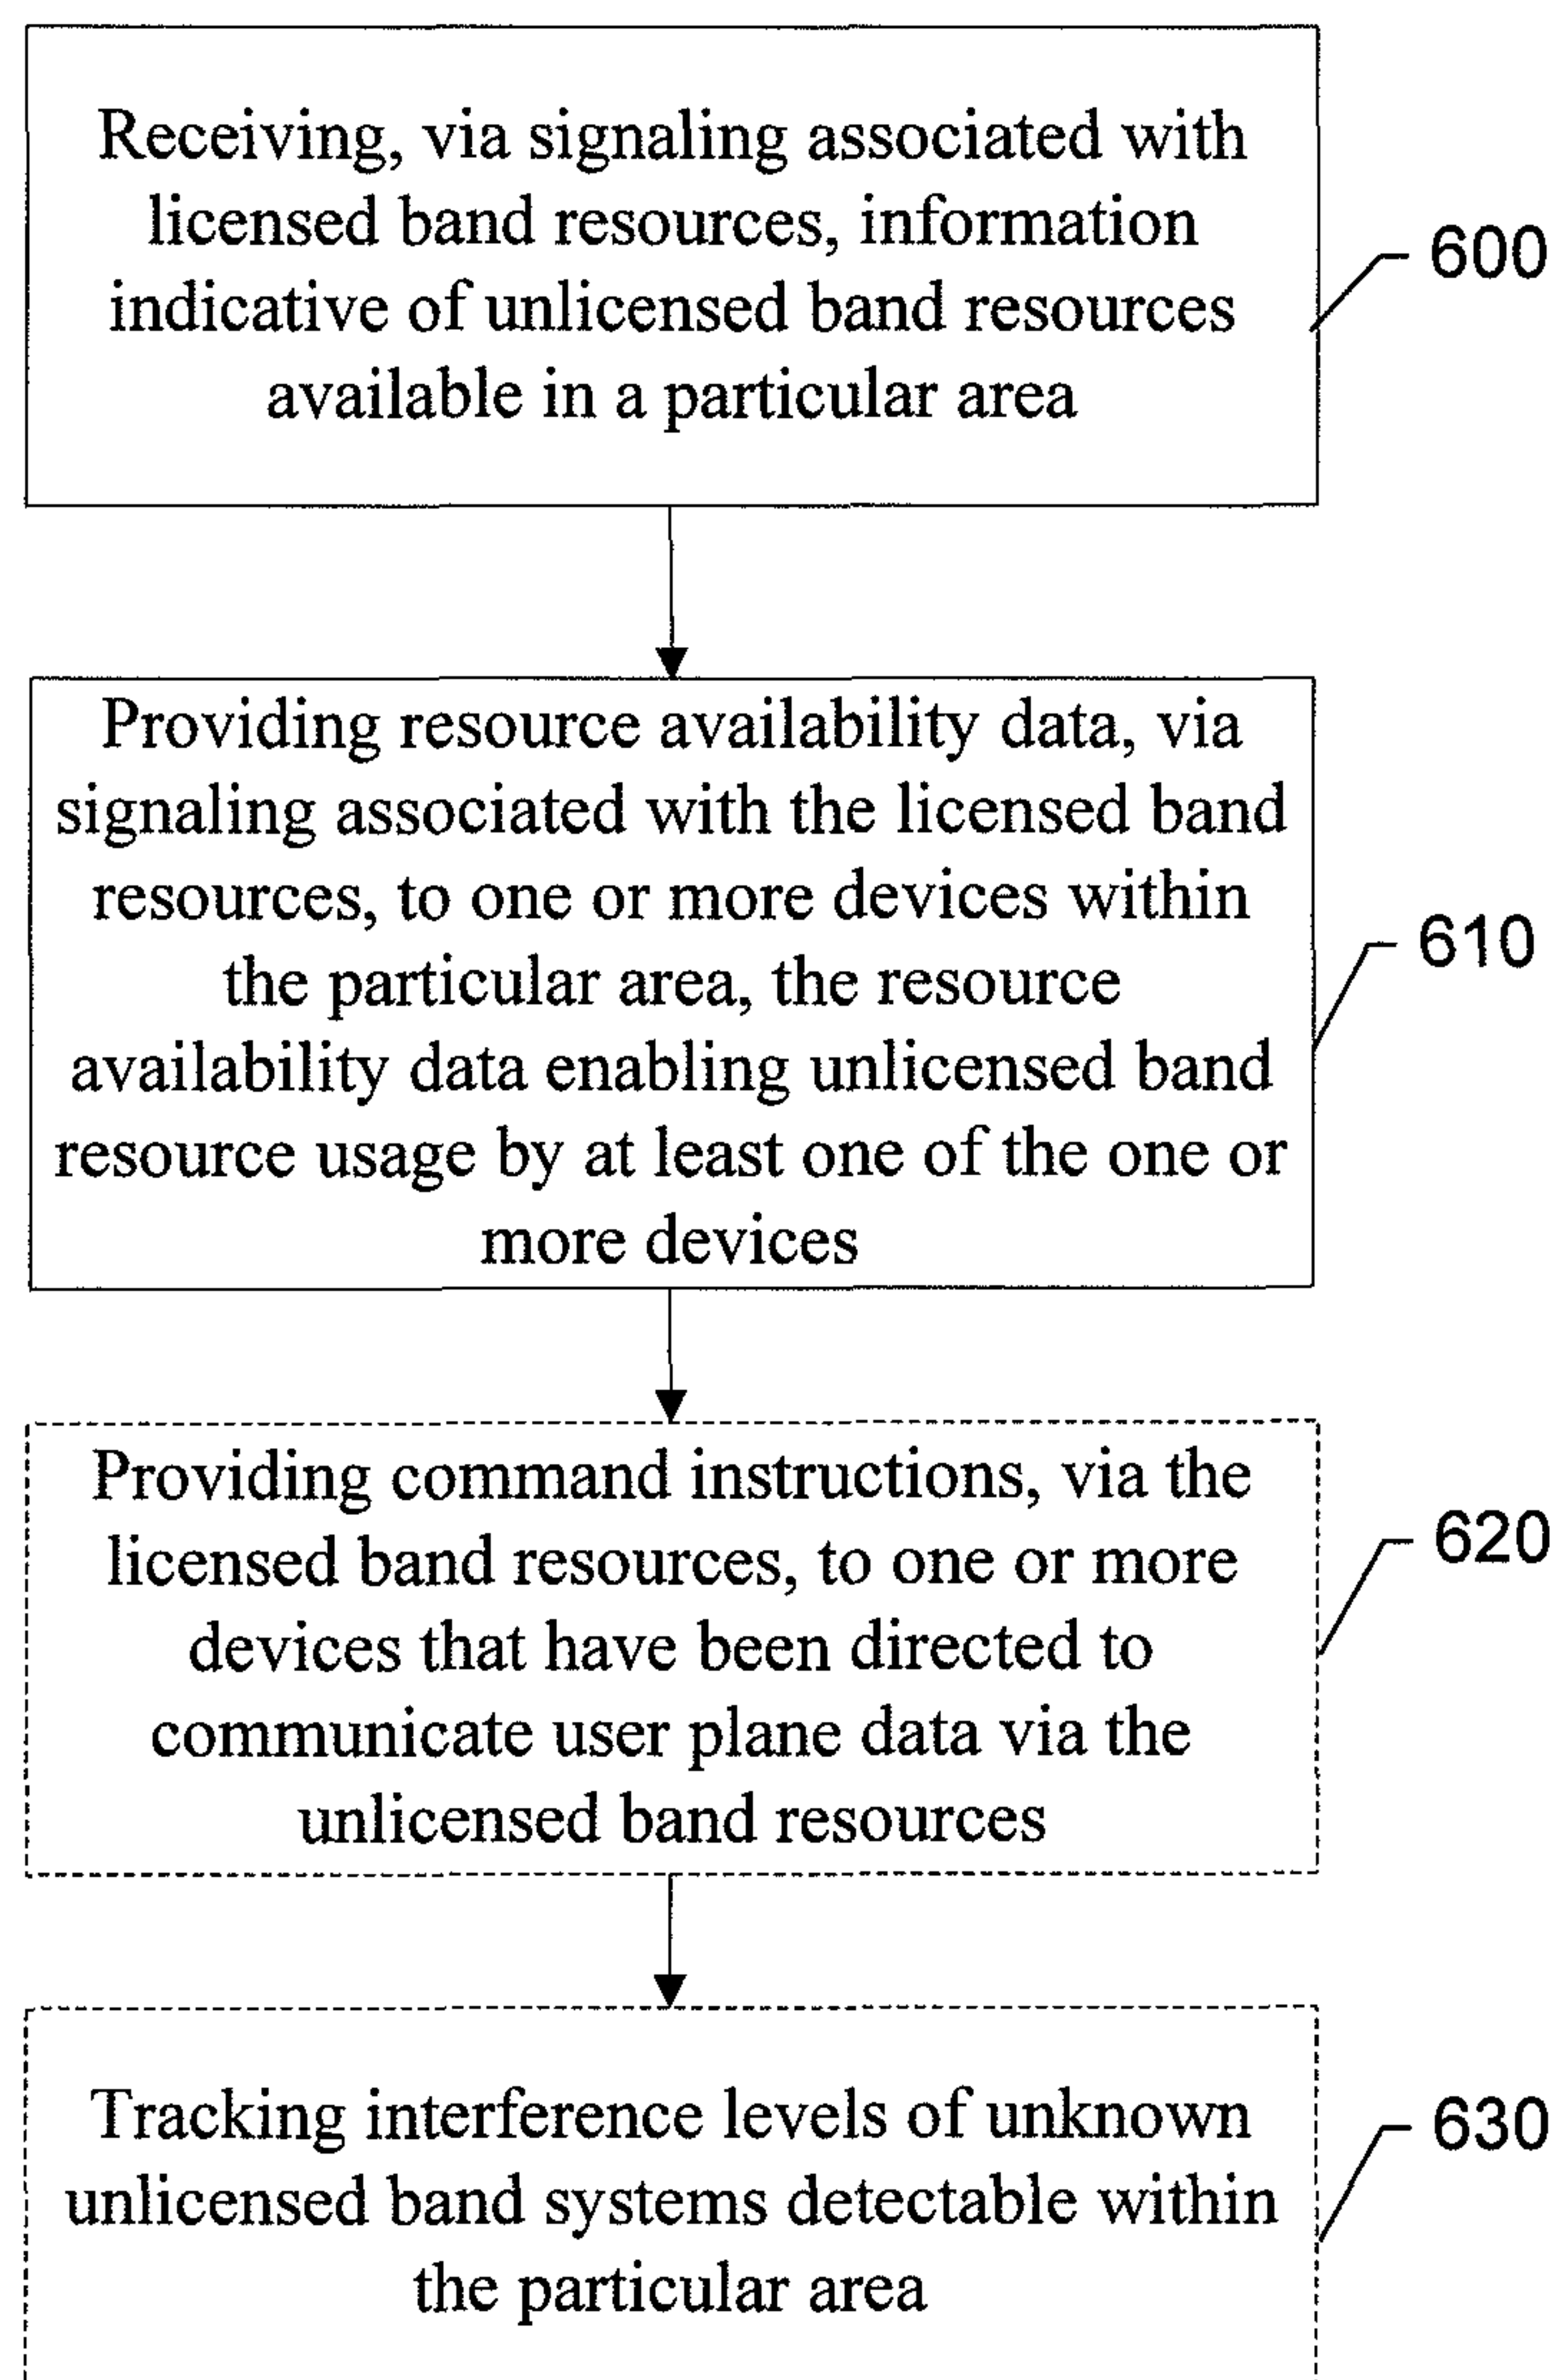 Receiving, via signaling associated with
licensed band resources, information
indicative of unlicensed band resources
available in a particular area
600
Providing resource availability data, via
signaling associated with the licensed band
resources, to one or more devices within
the particular area, the resource
availability data enabling unlicensed band
resource usage by at least one of the one or
more devices
610
Providing command instructions, via the
licensed band resources, to one or more
devices that have been directed to
communicate user plane data via the
unlicensed band resources
620
Tracking interference levels of unknown
unlicensed band systems detectable within
the particular area
630